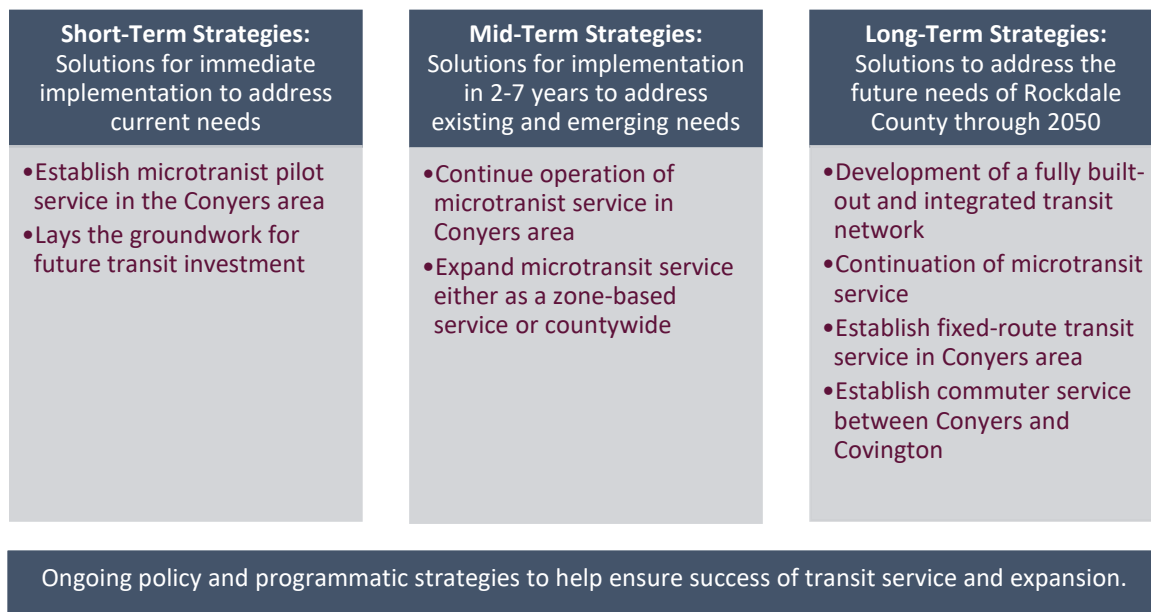 Short-Term Strategies:
Solutions for immediate
implementation to address
current needs
•Establish microtranist pilot
service in the Conyers area
•Lays the groundwork for
future transit investment
Mid-Term Strategies:
Solutions for implementation
in 2-7 years to address
existing and emerging needs
•Continue operation of
microtranist service in
Conyers area
•Expand microtransit service
either as a zone-based
service or countywide
Long-Term Strategies:
Solutions to address the
future needs of Rockdale
County through 2050
•Development of a fully built-
out and integrated transit
network
•Continuation of microtransit
service
•Establish fixed-route transit
service in Conyers area
•Establish commuter service
between Conyers and
Covington
Ongoing policy and programmatic strategies to help ensure success of transit service and expansion.